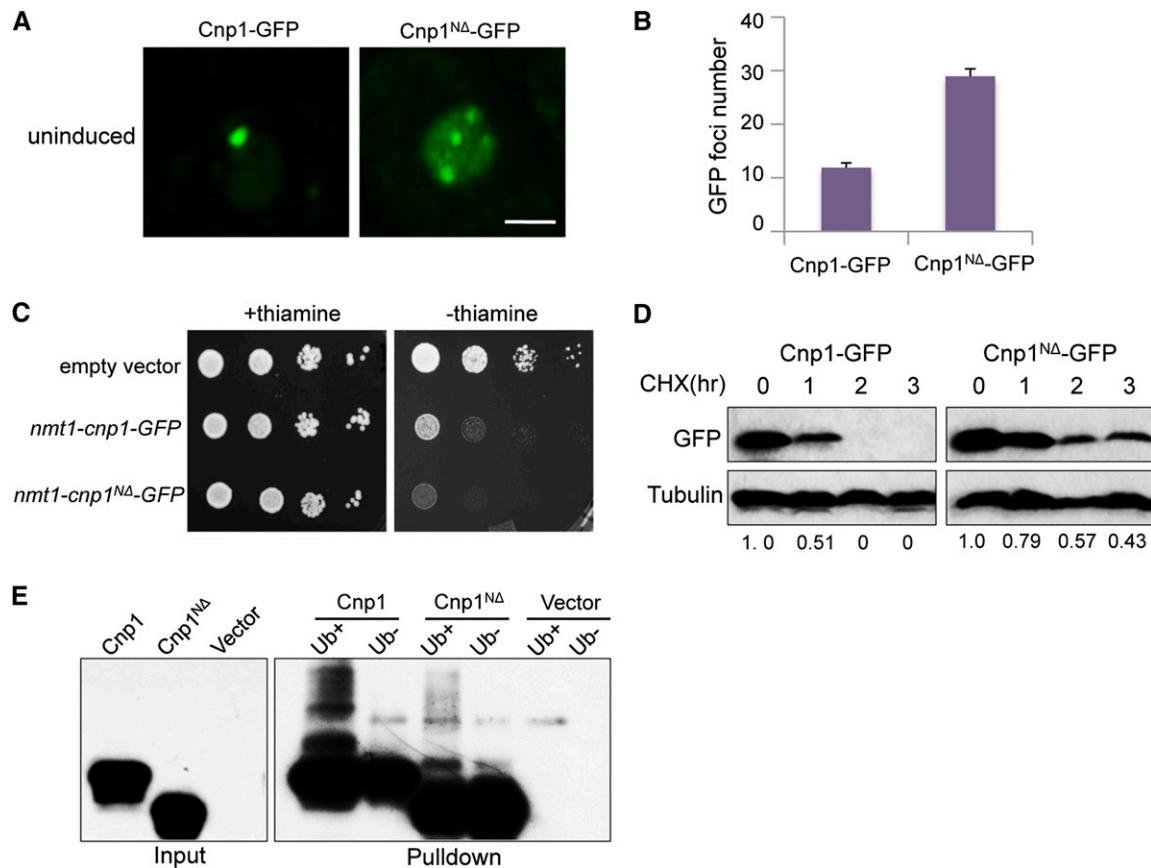 A
Cnp1-GFP Cnp1NΔ-GFP
uninduced
B
GFP foci number
40
30
20
10
0
Cnp1-GFP Cnp1NΔ-GFP
C
+thiamine -thiamine
empty vector
nmt1-cnp1-GFP
nmt1-cnp1NΔ-GFP
D
Cnp1-GFP Cnp1NΔ-GFP
CHX(hr) 0 1 2 3 0 1 2 3
GFP
Tubulin
1. 0 0.51 0 0 1.0 0.79 0.57 0.43
E
Cnp1 Cnp1NΔ Vector
Cnp1 Cnp1NΔ Vector
Ub+ Ub- Ub+ Ub- Ub+ Ub-
Input Pulldown